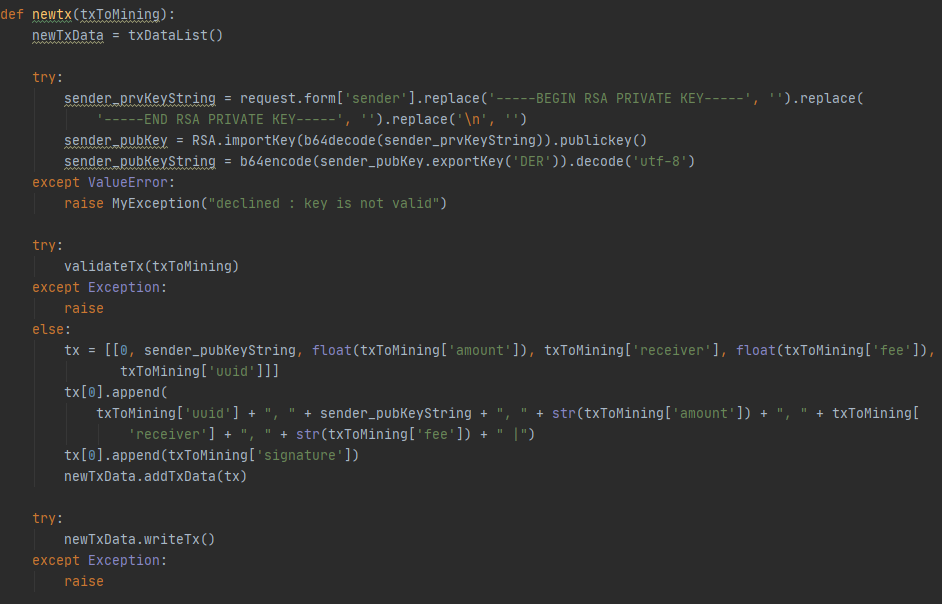 def newtx(txToMining):
    newTxData = txDataList()

    try:
        sender_prvKeyString = request.form['sender'].replace('-----BEGIN RSA PRIVATE KEY-----', '').replace(
            '-----END RSA PRIVATE KEY-----', '').replace('\n', '')
        sender_pubKey = RSA.importKey(b64decode(sender_prvKeyString)).publickey()
        sender_pubKeyString = b64encode(sender_pubKey.exportKey('DER')).decode('utf-8')
    except ValueError:
        raise MyException("declined : key is not valid")

    try:
        validateTx(txToMining)
    except Exception:
        raise
    else:
        tx = [[0, sender_pubKeyString, float(txToMining['amount']), txToMining['receiver'], float(txToMining['fee']),
               txToMining['uuid']]]
        tx[0].append(
            txToMining['uuid'] + ", " + sender_pubKeyString + ", " + str(txToMining['amount']) + ", " + txToMining[
                'receiver'] + ", " + str(txToMining['fee']) + " |")
        tx[0].append(txToMining['signature'])
        newTxData.addTxData(tx)

    try:
        newTxData.writeTx()
    except Exception:
        raise